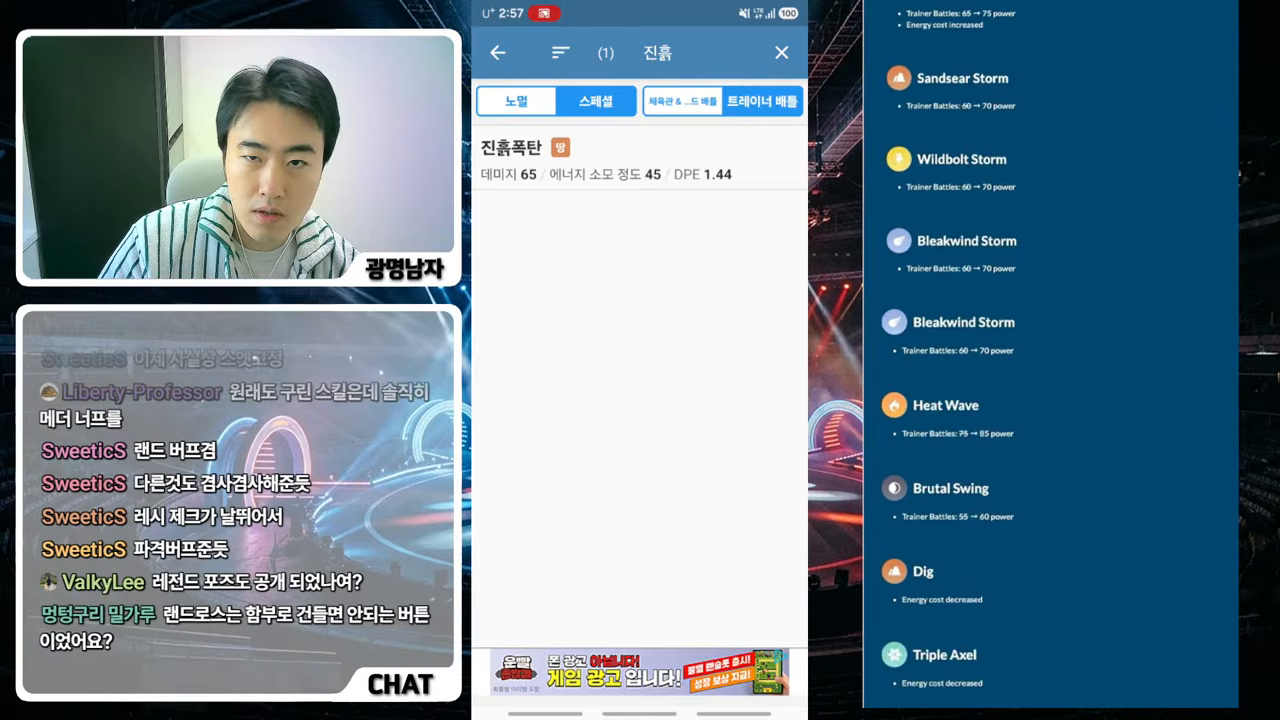 광명남자
SweeticS 이제 사실상 스핏고정
Liberty-Professor 원래도 구린 스킬은데 솔직히
메더 너프를
SweeticS 랜드 버프겸
SweeticS 다른것도 겸사겸사해준듯
SweeticS 레시 제크가 날뛰어서
SweeticS 파격버프준듯
ValkyLee 레전드 포즈도 공개 되었나여?
멍텅구리 밀가루 랜드로스는 함부로 건들면 안되는 버튼
이었어요?
CHAT
U+ 2:57 LTE 100
(1) 진흙
노멀 스페셜 체육관 & ...드 배틀 트레이너 배틀
진흙폭탄 땅
데미지 65 / 에너지 소모 정도 45 / DPE 1.44
폰 광고 아닙니다!
게임 광고 입니다!
성장 보상 지급!
Trainer Battles: 65 → 75 power
Energy cost increased
Sandsear Storm
Trainer Battles: 60 → 70 power
Wildbolt Storm
Trainer Battles: 60 → 70 power
Bleakwind Storm
Trainer Battles: 60 → 70 power
Bleakwind Storm
Trainer Battles: 60 → 70 power
Heat Wave
Trainer Battles: 75 → 85 power
Brutal Swing
Trainer Battles: 55 → 60 power
Dig
Energy cost decreased
Triple Axel
Energy cost decreased